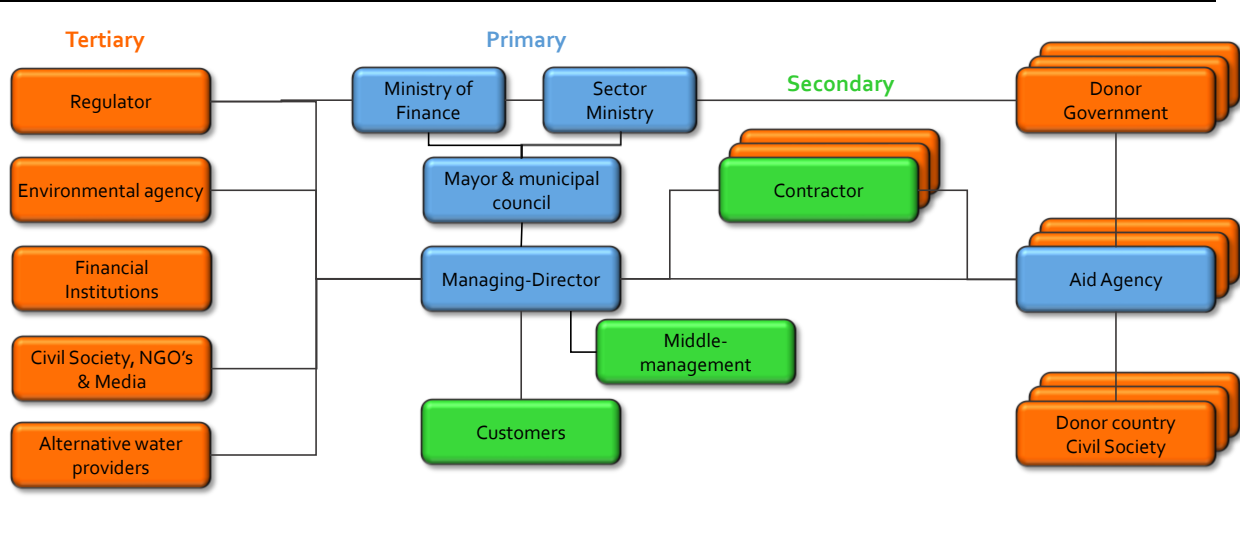 Tertiary
Primary
Secondary
Regulator
Ministry of
Finance
Sector
Ministry
Donor
Government
Environmental agency
Mayor & municipal
council
Contractor
Financial
Institutions
Managing-Director
Aid Agency
Civil Society, NGO's
& Media
Middle-
management
Alternative water
providers
Customers
Donor country
Civil Society